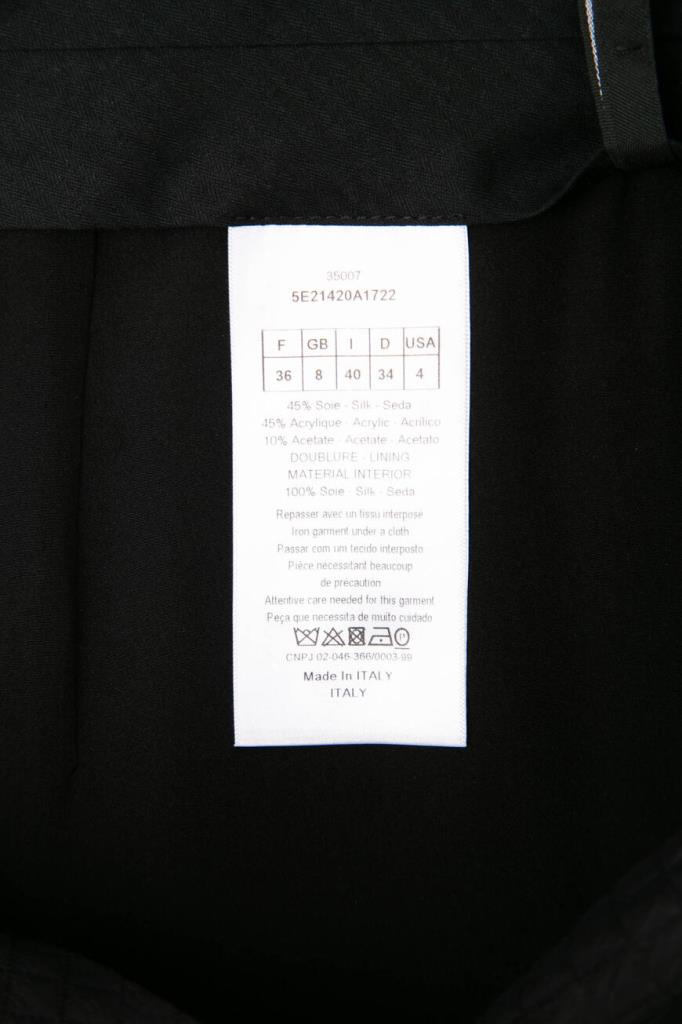 35007
5E21420A1722
F GB I D USA
36 8 40 34 4
45% Soie - Silk - Seda
45% Acrylique - Acrylic - Acrilico
10% Acetate - Acetate - Acetato
DOUBLURE - LINING
MATERIAL INTERIOR
100% Soie - Silk - Seda
Repasser avec un tissu interposé
Iron garment under a cloth
Passar com um tecido interposto
Pièce nécessitant beaucoup
de précaution
Attentive care needed for this garment
Peça que necessita de muito cuidado
P
CNPJ 02-046-366/0003-99
Made In ITALY
ITALY